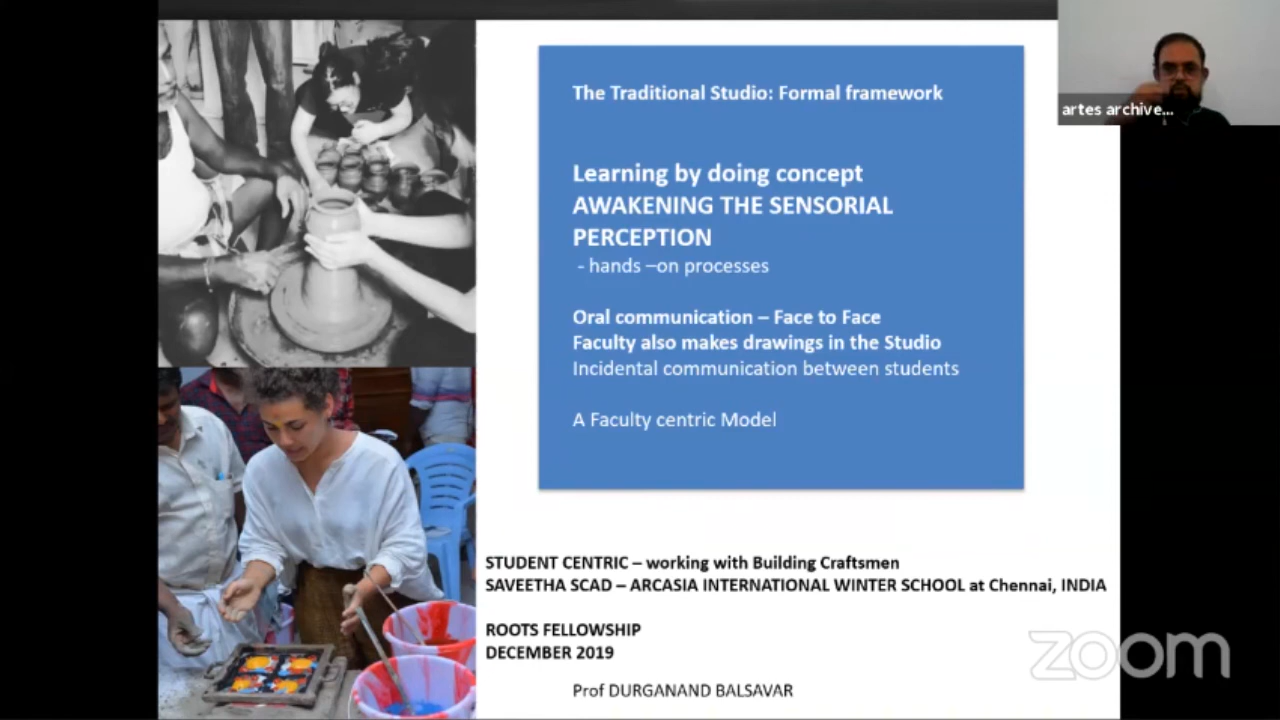 The Traditional Studio: Formal framework
Learning by doing concept
AWAKENING THE SENSORIAL
PERCEPTION
- hands –on processes
Oral communication – Face to Face
Faculty also makes drawings in the Studio
Incidental communication between students
A Faculty centric Model
artes archive...
STUDENT CENTRIC – working with Building Craftsmen
SAVEETHA SCAD – ARCASIA INTERNATIONAL WINTER SCHOOL at Chennai, INDIA
ROOTS FELLOWSHIP
DECEMBER 2019
Prof DURGANAND BALSAVAR
zoom